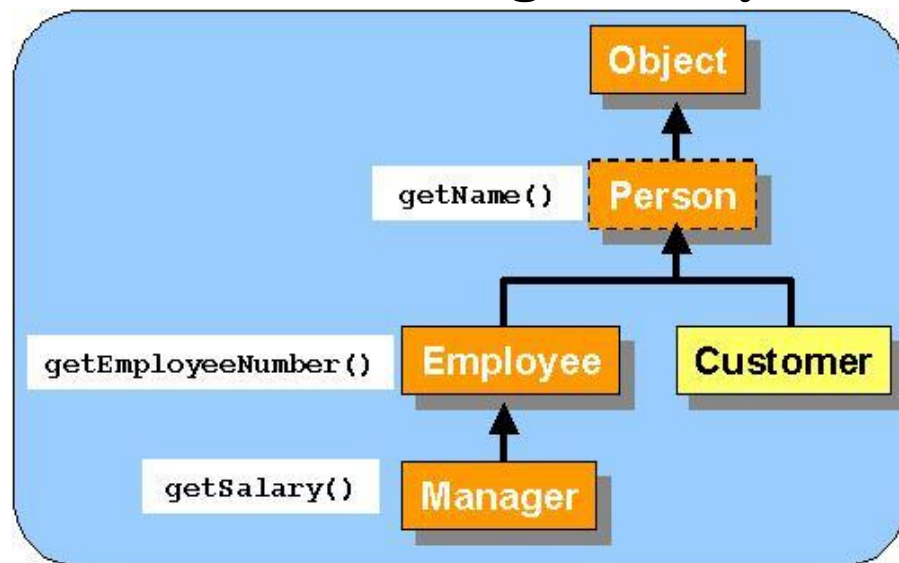 Object
getName()
Person
getEmployeeNumber()
Employee
Customer
getSalary()
Manager